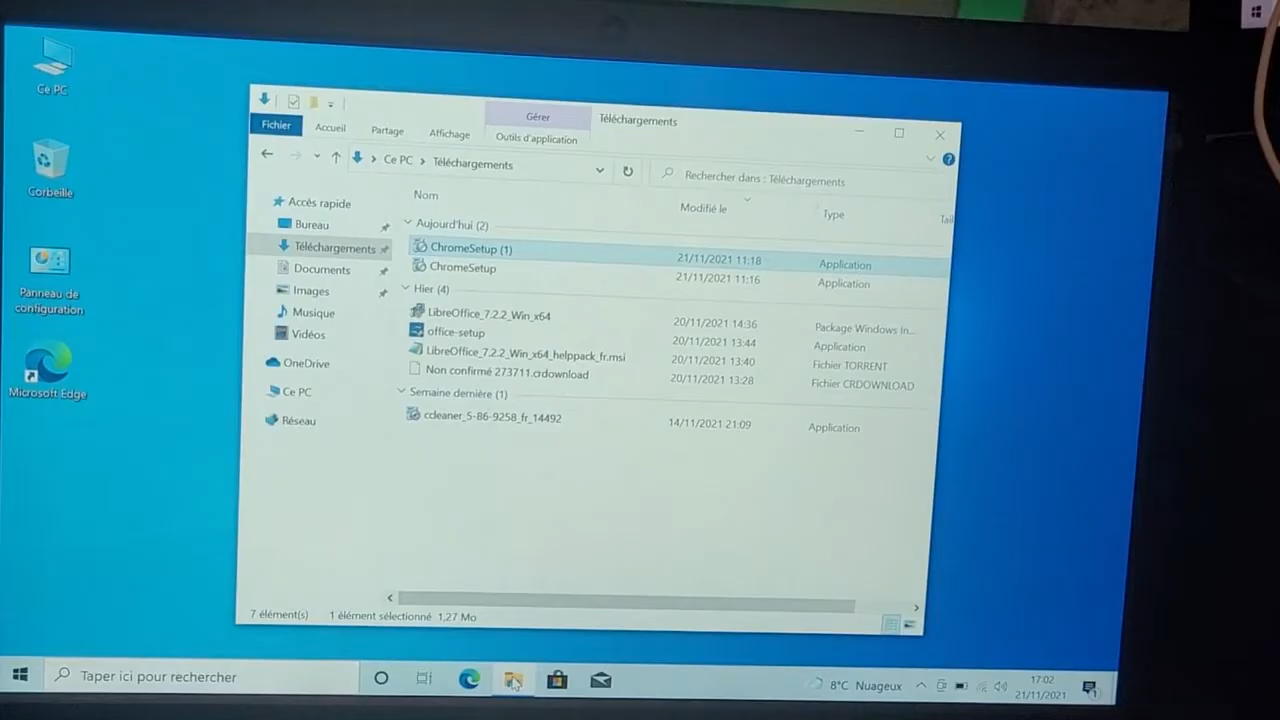 Ce PC
Corbeille
Panneau de
configuration
Microsoft Edge
Gérer
Téléchargements
Fichier
Accueil
Partage
Affichage
Outils d'application
Ce PC > Téléchargements
Rechercher dans : Téléchargements
Nom
Modifié le
Type
Tail
Accès rapide
Bureau
Téléchargements
Documents
Images
Musique
Vidéos
OneDrive
Ce PC
Réseau
Aujourd'hui (2)
ChromeSetup (1) 21/11/2021 11:18 Application
ChromeSetup 21/11/2021 11:16 Application
Hier (4)
LibreOffice_7.2.2_Win_x64 20/11/2021 14:36 Package Windows In...
office-setup 20/11/2021 13:44 Application
LibreOffice_7.2.2_Win_x64_helppack_fr.msi 20/11/2021 13:40 Fichier TORRENT
Non confirmé 273711.crdownload 20/11/2021 13:28 Fichier CRDOWNLOAD
Semaine dernière (1)
ccleaner_5-86-9258_fr_14492 14/11/2021 21:09 Application
7 élément(s) 1 élément sélectionné 1,27 Mo
Taper ici pour rechercher
8°C Nuageux
17:02
21/11/2021
1